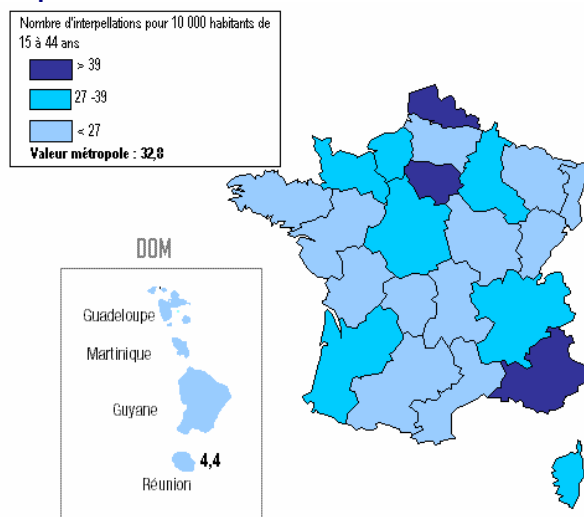 Nombre d'interpellations pour 10 000 habitants de
15 à 44 ans
> 39
27 -39
< 27
Valeur métropole : 32,8
DOM
Guadeloupe
Martinique
Guyane
4,4
Réunion